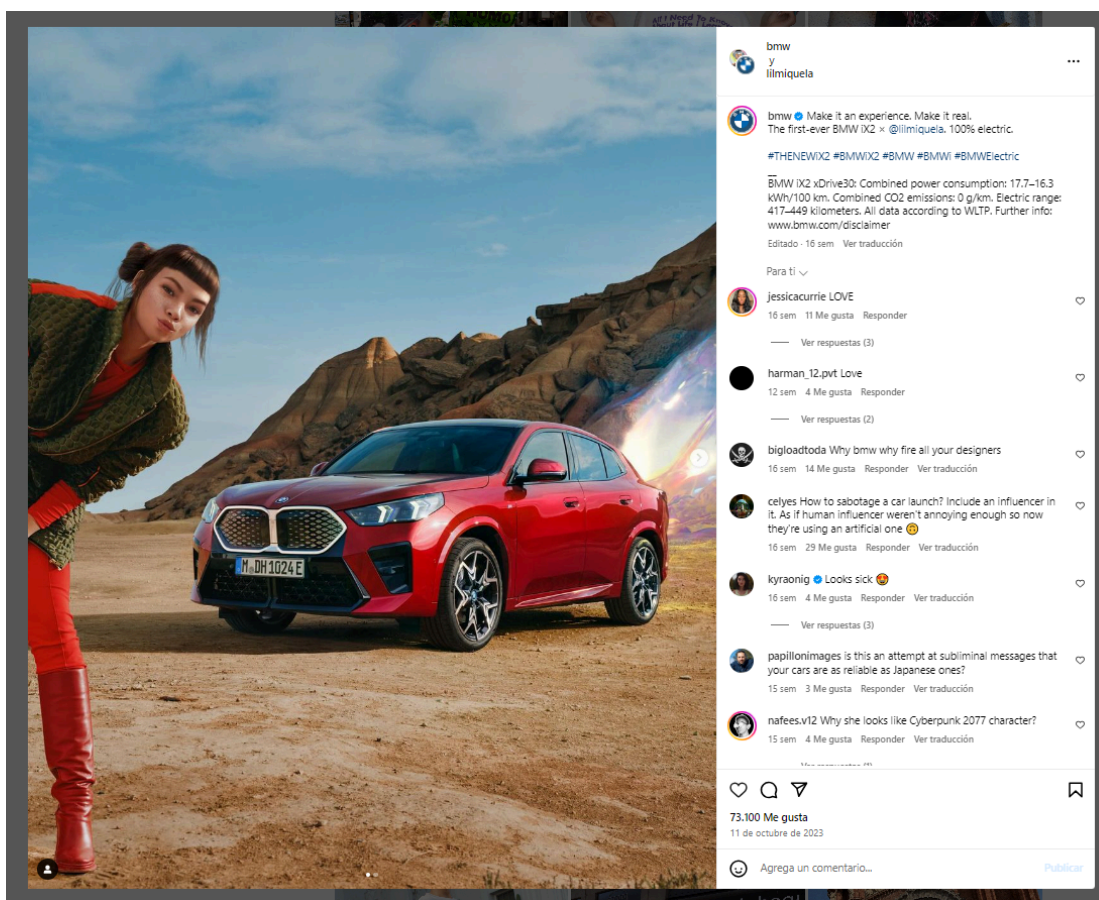 All I Need To Know
bmw
y
lilmiquela
bmw Make it an experience. Make it real.
The first-ever BMW iX2 × @lilmiquela. 100% electric.
#THENEWiX2 #BMWiX2 #BMW #BMWi #BMWElectric
__
BMW iX2 xDrive30: Combined power consumption: 17.7–16.3
kWh/100 km. Combined CO2 emissions: 0 g/km. Electric range:
417–449 kilometers. All data according to WLTP. Further info:
www.bmw.com/disclaimer
Editado · 16 sem Ver traducción
Para ti
jessicacurrie LOVE
16 sem 11 Me gusta Responder
Ver respuestas (3)
harman_12.pvt Love
12 sem 4 Me gusta Responder
Ver respuestas (2)
bigloadtoda Why bmw why fire all your designers
16 sem 14 Me gusta Responder Ver traducción
celyes How to sabotage a car launch? Include an influencer in
it. As if human influencer weren't annoying enough so now
they're using an artificial one 🙃
16 sem 29 Me gusta Responder Ver traducción
kyraonig Looks sick 😍
16 sem 4 Me gusta Responder Ver traducción
Ver respuestas (3)
papillonimages is this an attempt at subliminal messages that
your cars are as reliable as Japanese ones?
15 sem 3 Me gusta Responder Ver traducción
nafees.v12 Why she looks like Cyberpunk 2077 character?
15 sem 4 Me gusta Responder Ver traducción
73.100 Me gusta
11 de octubre de 2023
Agrega un comentario...
Publicar
M DH 1024 E